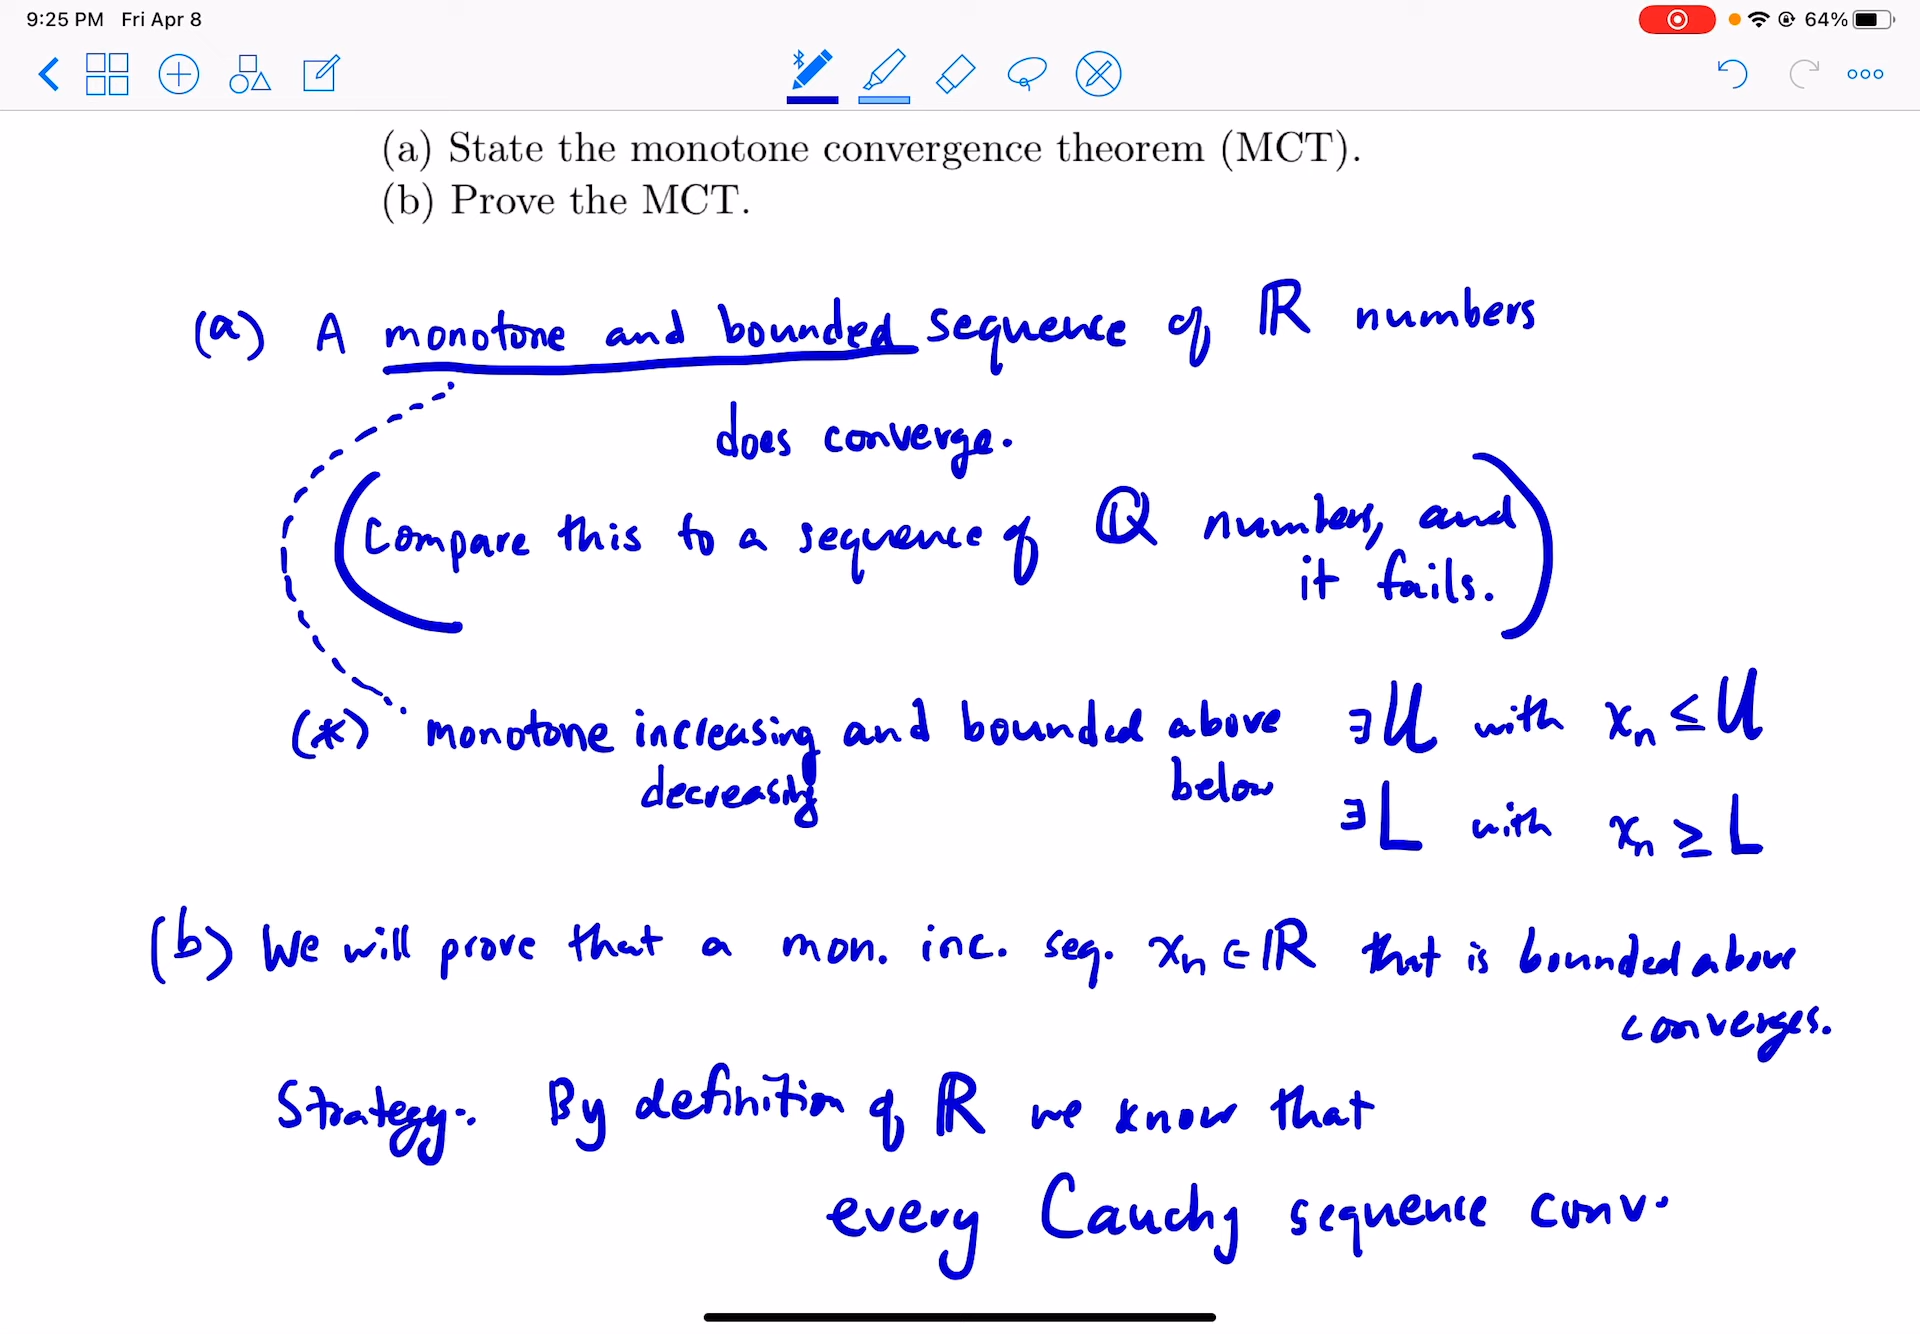 9:25 PM Fri Apr 8 64%
(a) State the monotone convergence theorem (MCT).
(b) Prove the MCT.
(a) A monotone and bounded sequence of ℝ numbers
does converge.
(Compare this to a sequence of ℚ numbers, and
it fails.)
(*) monotone increasing and bounded above ∃ U with xₙ ≤ U
decreasing below ∃ L with xₙ ≥ L
(b) We will prove that a mon. inc. seq. xₙ ∈ ℝ that is bounded above
converges.
Strategy: By definition of ℝ we know that
every Cauchy sequence conv.